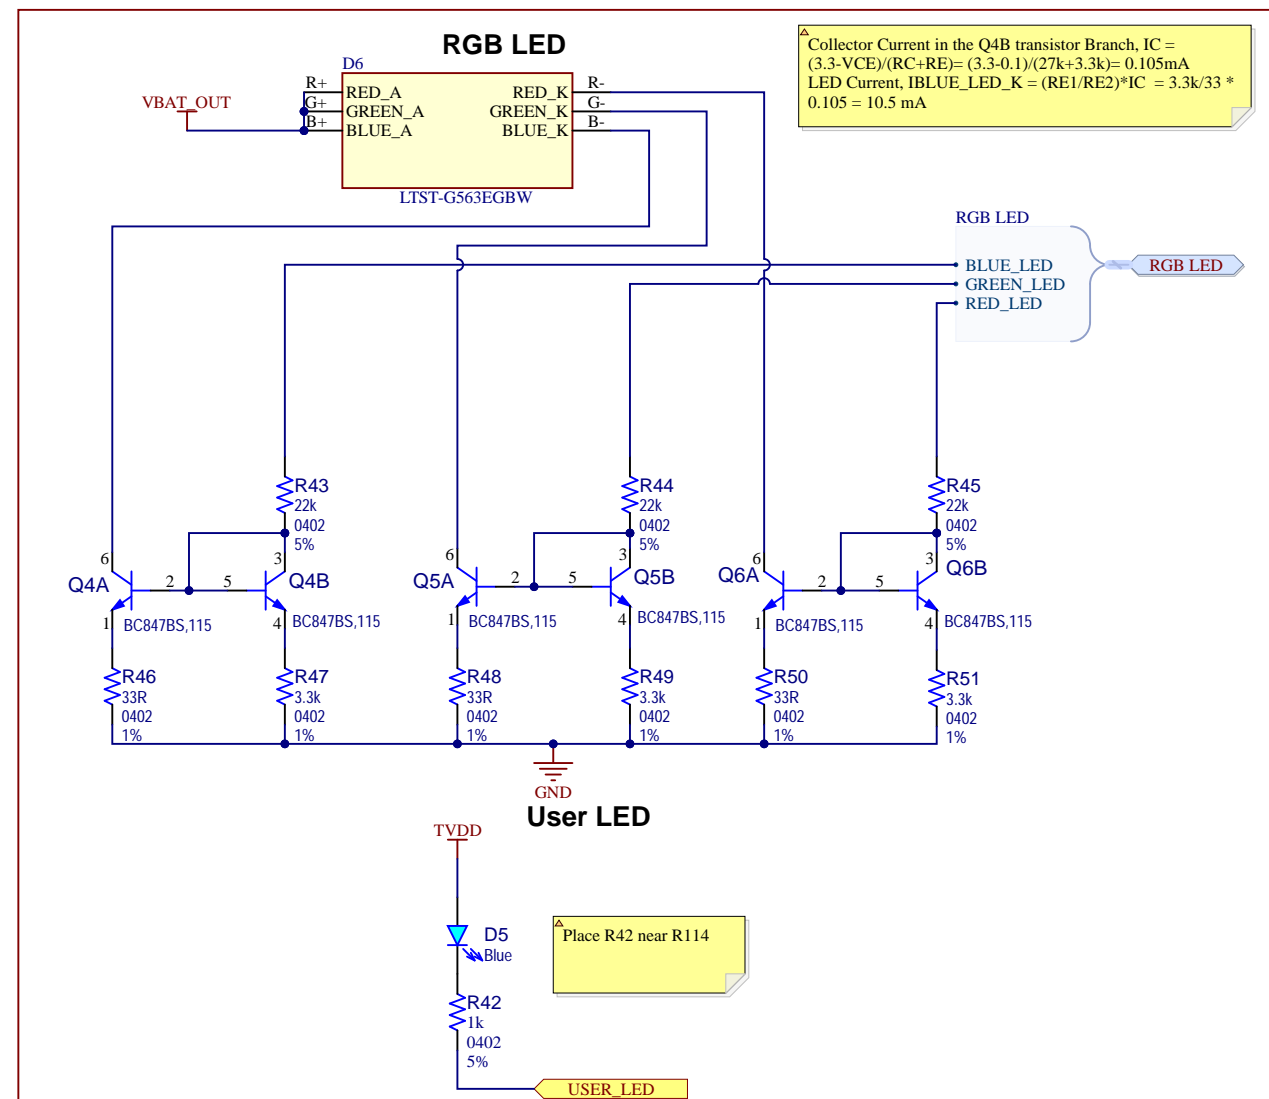 RGB LED
Collector Current in the Q4B transistor Branch, IC =
(3.3-VCE)/(RC+RE)= (3.3-0.1)/(27k+3.3k)= 0.105mA
LED Current, IBLUE_LED_K = (RE1/RE2)*IC = 3.3k/33 *
0.105 = 10.5 mA
D6
VBAT_OUT
R+ RED_A RED_K R-
G+ GREEN_A GREEN_K G-
B+ BLUE_A BLUE_K B-
LTST-G563EGBW
RGB LED
BLUE_LED
GREEN_LED
RED_LED
RGB LED
R43
22k
0402
5%
R44
22k
0402
5%
R45
22k
0402
5%
6 3 6 3 6 3
Q4A 2 5 Q4B
Q5A 2 5 Q5B
Q6A 2 5 Q6B
1 BC847BS,115 4 BC847BS,115
1 BC847BS,115 4 BC847BS,115
1 BC847BS,115 4 BC847BS,115
R46
33R
0402
1%
R47
3.3k
0402
1%
R48
33R
0402
1%
R49
3.3k
0402
1%
R50
33R
0402
1%
R51
3.3k
0402
1%
GND
User LED
TVDD
D5
Blue
Place R42 near R114
R42
1k
0402
5%
USER_LED